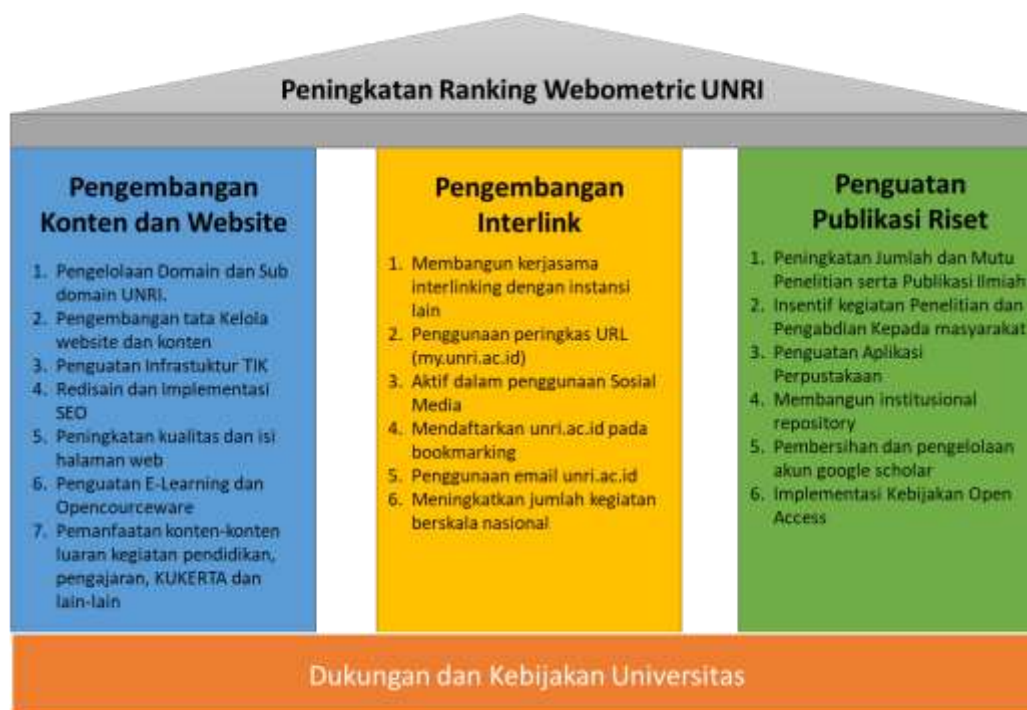 Peningkatan Ranking Webometric UNRI
Pengembangan
Konten dan Website
1. Pengelolaan Domain dan Sub
domain UNRI.
2. Pengembangan tata Kelola
website dan konten
3. Penguatan Infrastuktur TIK
4. Redisain dan Implementasi
SEO
5. Peningkatan kualitas dan isi
halaman web
6. Penguatan E-Learning dan
Opencourceware
7. Pemanfaatan konten-konten
luaran kegiatan pendidikan,
pengajaran, KUKERTA dan
lain-lain
Pengembangan
Interlink
1. Membangun kerjasama
interlinking dengan instansi
lain
2. Penggunaan peringkas URL
(my.unri.ac.id)
3. Aktif dalam penggunaan Sosial
Media
4. Mendaftarkan unri.ac.id pada
bookmarking
5. Penggunaan email unri.ac.id
6. Meningkatkan jumlah kegiatan
berskala nasional
Penguatan
Publikasi Riset
1. Peningkatan Jumlah dan Mutu
Penelitian serta Publikasi Ilmiah
2. Insentif kegiatan Penelitian dan
Pengabdian Kepada masyarakat
3. Penguatan Aplikasi
Perpustakaan
4. Membangun institusional
repository
5. Pembersihan dan pengelolaan
akun google scholar
6. Implementasi Kebijakan Open
Access
Dukungan dan Kebijakan Universitas